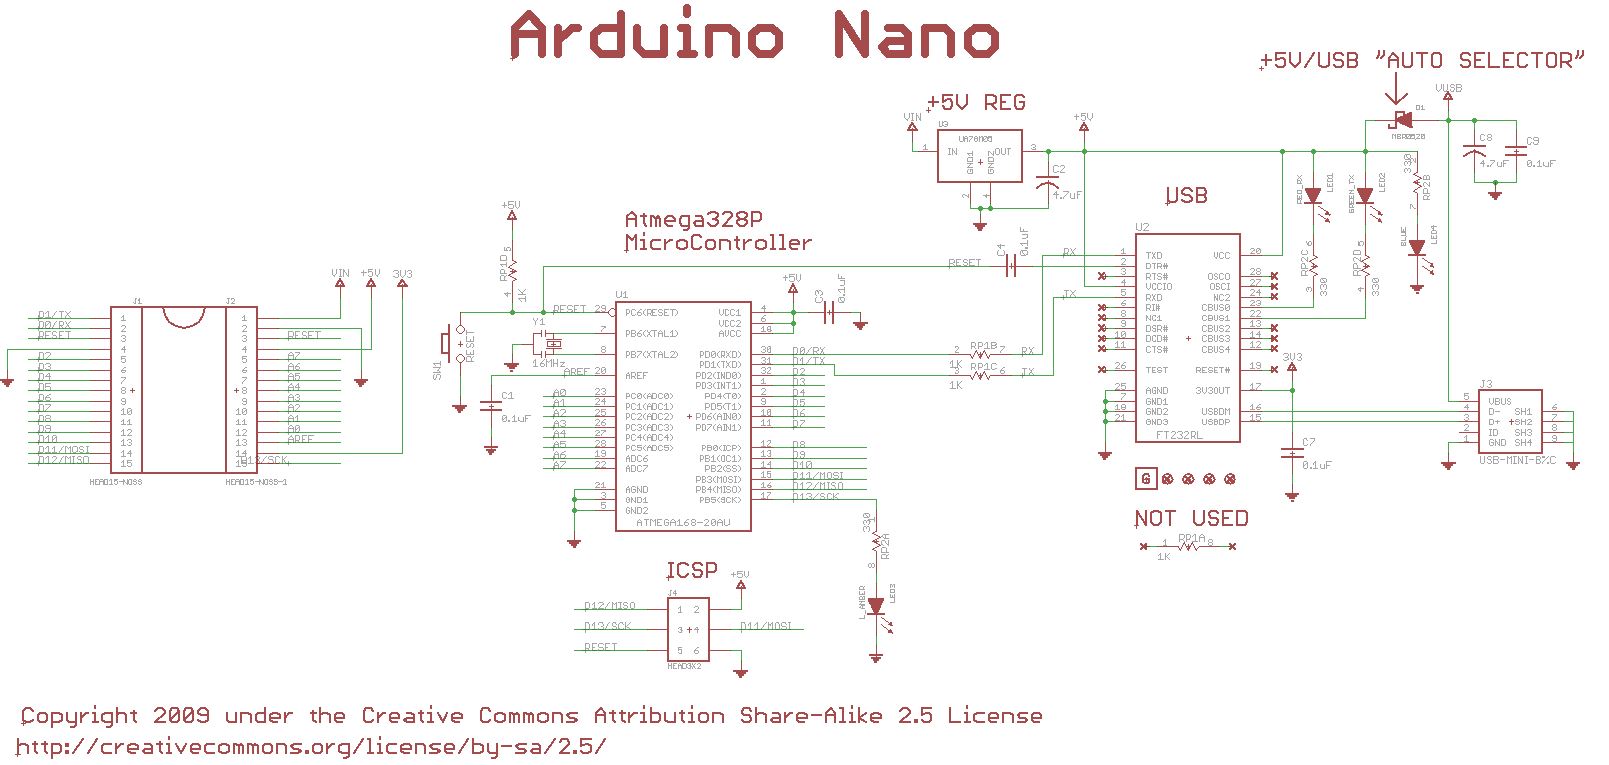 Arduino Nano
+5V/USB "AUTO SELECTOR"
+5V REG
VUSB
D1
MBR0520
C8
4.7uF
C9
0.1uF
VIN
+5V
U3
UA78M05
1
IN
OUT
3
GND1
GND2
2
4
C2
4.7uF
USB
RED_RX
LED1
GREEN_TX
LED2
330
2
RP2B
7
BLUE
LED4
6
RP2C
3
330
5
RP2D
4
330
Atmega328P
MicroController
+5V
5
RP1D
4
1K
RESET
C4
0.1uF
RX
TX
U2
1 TXD VCC 20
2 DTR#
3 RTS# OSCO 28
4 VCCIO OSCI 27
5 RXD NC2 24
6 RI# CBUS0 23
8 NC1 CBUS1 22
9 DSR# CBUS2 13
10 DCD# CBUS3 14
11 CTS# CBUS4 12
26 TEST RESET# 19
25 AGND 3V3OUT 17
7 GND1
18 GND2 USBDM 16
21 GND3 USBDP 15
FT232RL
3V3
C7
0.1uF
J3
5 VBUS
4 D- SH1 6
3 D+ SH2 7
2 ID SH3 8
1 GND SH4 9
USB-MINI-B%C
G
NOT USED
1 RP1A 8
1K
VIN +5V 3V3
J1
J2
D1/TX 1
D0/RX 2
RESET 3
4
D2 5
D3 6
D4 7
D5 8
D6 9
D7 10
D8 11
D9 12
D10 13
D11/MOSI 14
D12/MISO 15
1
2
3 RESET
4
5 A7
6 A6
7 A5
8 A4
9 A3
10 A2
11 A1
12 A0
13 AREF
14
15 D13/SCK
HEAD15-NOSS
HEAD15-NOSS-1
SW1
RESET
RESET
Y1
16MHz
AREF
C1
0.1uF
U1
+5V
C3
0.1uF
29 PC6(RESET) VCC1 4
VCC2 6
7 PB6(XTAL1) AVCC 18
8 PB7(XTAL2) PD0(RXD) 30 D0/RX
PD1(TXD) 31 D1/TX
20 AREF PD2(IND0) 32 D2
PD3(INT1) 1 D3
A0 23 PC0(ADC0) PD4(T0) 2 D4
A1 24 PC1(ADC1) PD5(T1) 9 D5
A2 25 PC2(ADC2) PD6(AIN0) 10 D6
A3 26 PC3(ADC3) PD7(AIN1) 11 D7
A4 27 PC4(ADC4)
A5 28 PC5(ADC5) PB0(ICP) 12 D8
A6 19 ADC6 PB1(OC1) 13 D9
A7 22 ADC7 PB2(SS) 14 D10
PB3(MOSI) 15 D11/MOSI
21 AGND PB4(MISO) 16 D12/MISO
3 GND1 PB5(SCK) 17 D13/SCK
5 GND2
ATMEGA168-20AU
2 RP1B 7 RX
1K
3 RP1C 6 TX
1K
330
1
RP2A
8
L_AMBER
LED3
ICSP
+5V
J4
D12/MISO 1 2
D13/SCK 3 4 D11/MOSI
RESET 5 6
HEAD3X2
Copyright 2009 under the Creative Commons Attribution Share-Alike 2.5 License
http://creativecommons.org/license/by-sa/2.5/